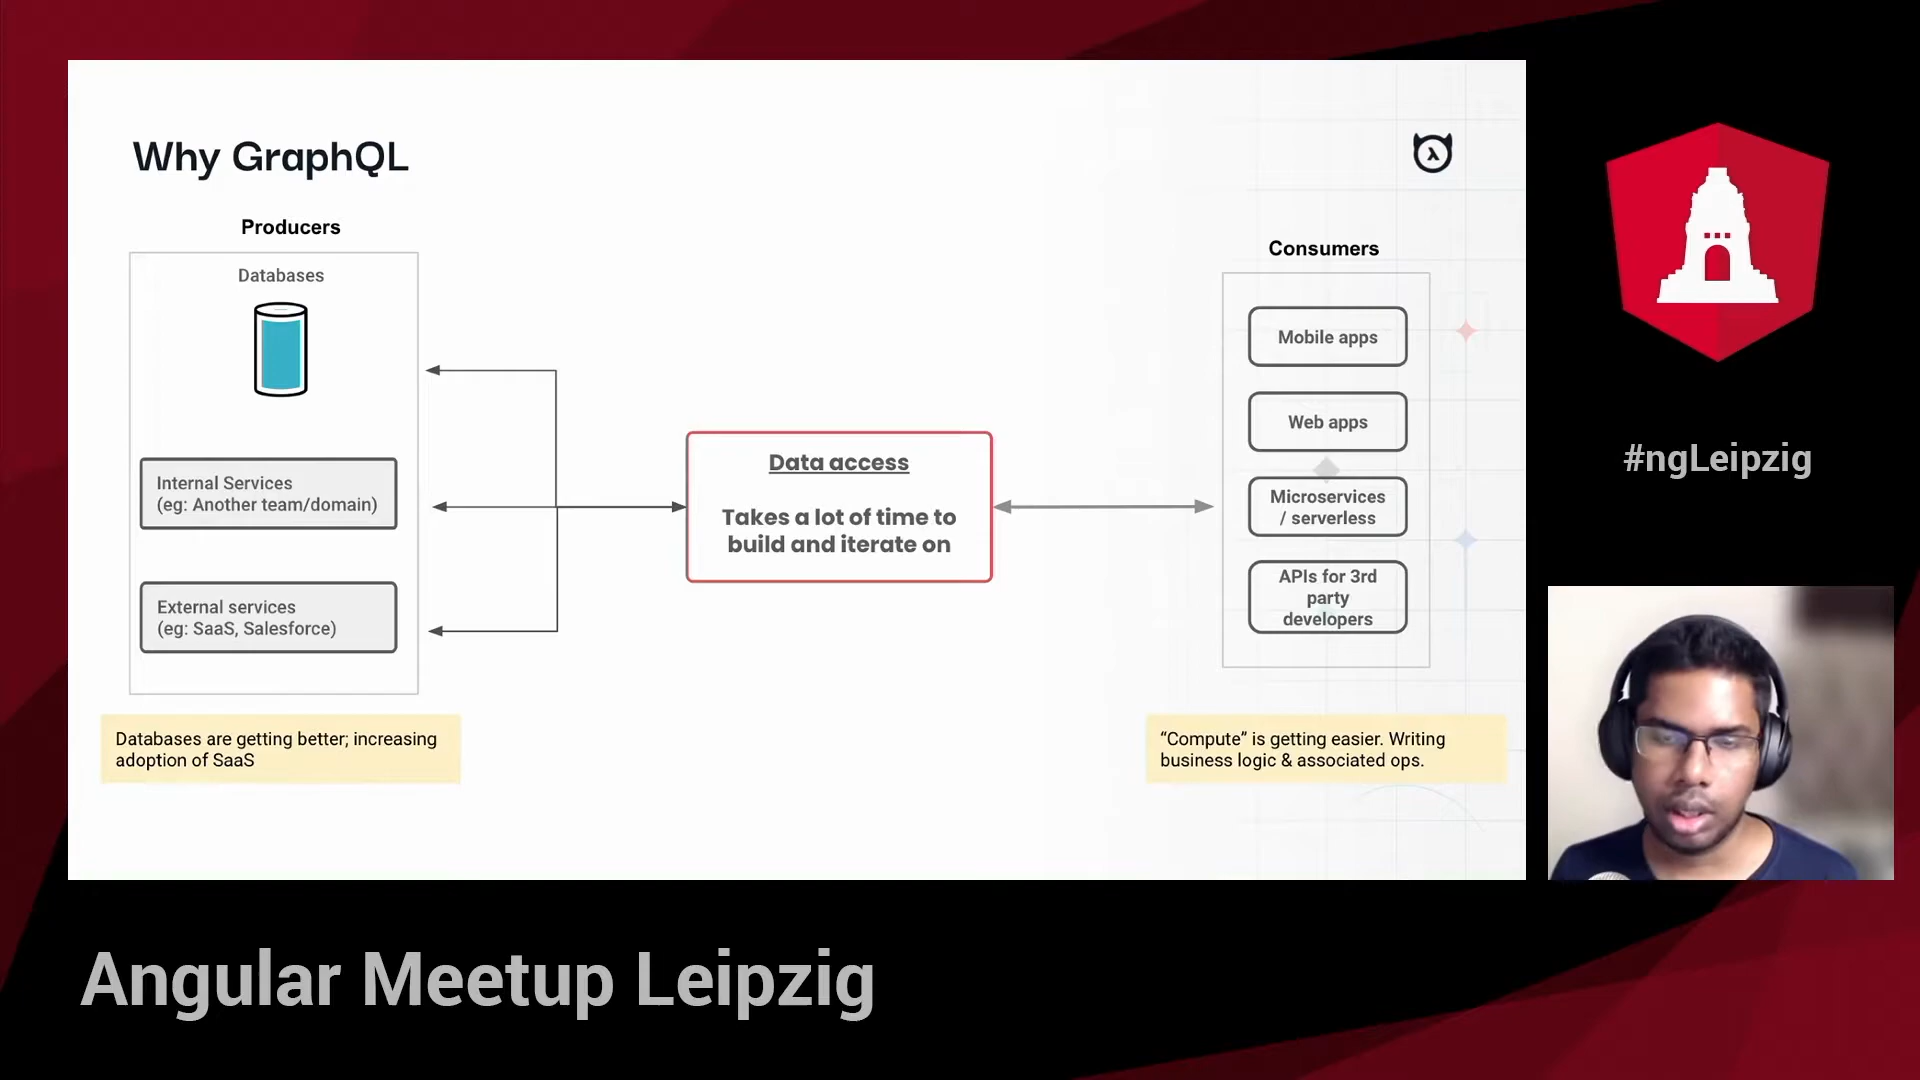 Why GraphQL
Producers
Databases
Internal Services
(eg: Another team/domain)
External services
(eg: SaaS, Salesforce)
Databases are getting better; increasing
adoption of SaaS
Data access
Takes a lot of time to
build and iterate on
Consumers
Mobile apps
Web apps
Microservices
/ serverless
APIs for 3rd
party
developers
“Compute” is getting easier. Writing
business logic & associated ops.
λ
#ngLeipzig
Angular Meetup Leipzig